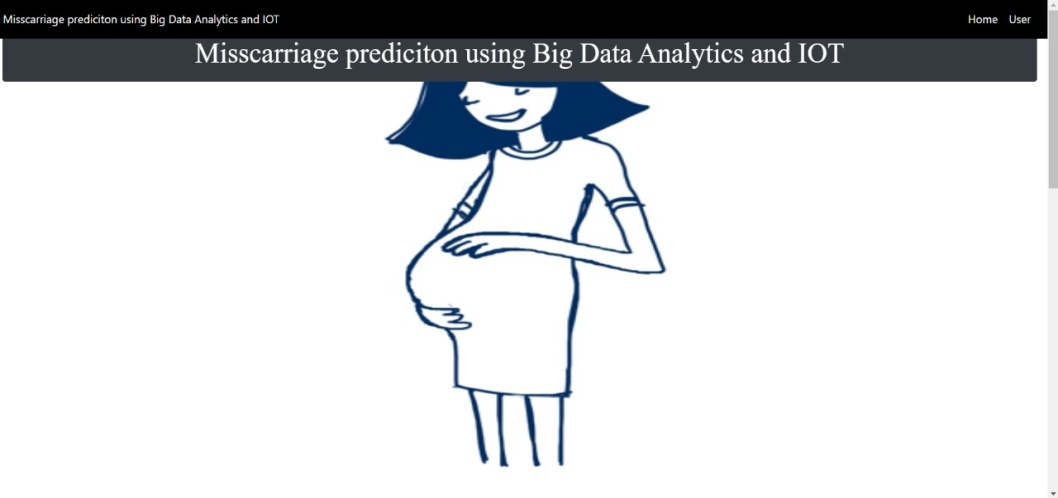 Misscarriage prediciton using Big Data Analytics and IOT
Home User
Misscarriage prediciton using Big Data Analytics and IOT